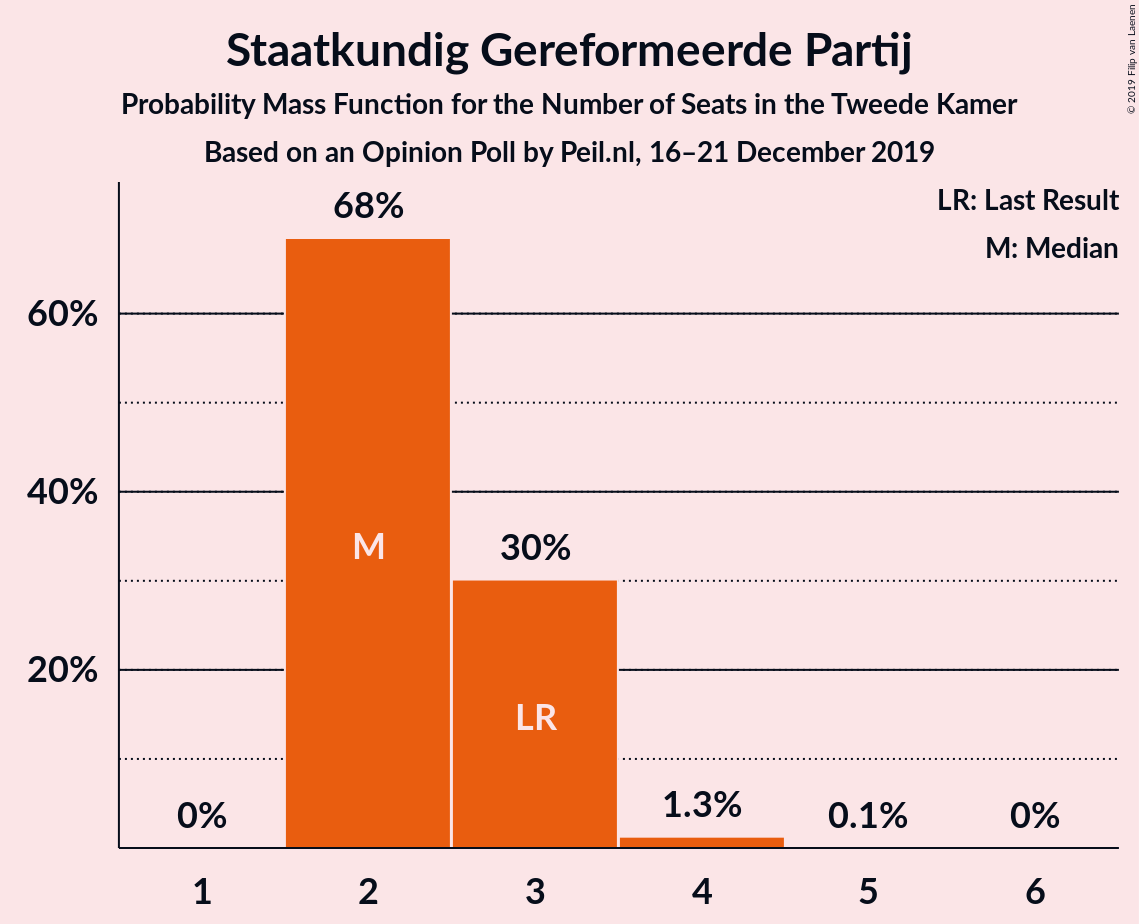 Staatkundig Gereformeerde Partij
Probability Mass Function for the Number of Seats in the Tweede Kamer
Based on an Opinion Poll by Peil.nl, 16–21 December 2019
© 2019 Filip van Laenen
LR: Last Result
M: Median
68%
60%
40%
20%
M
30%
LR
0%
1.3%
0.1%
0%
1 2 3 4 5 6